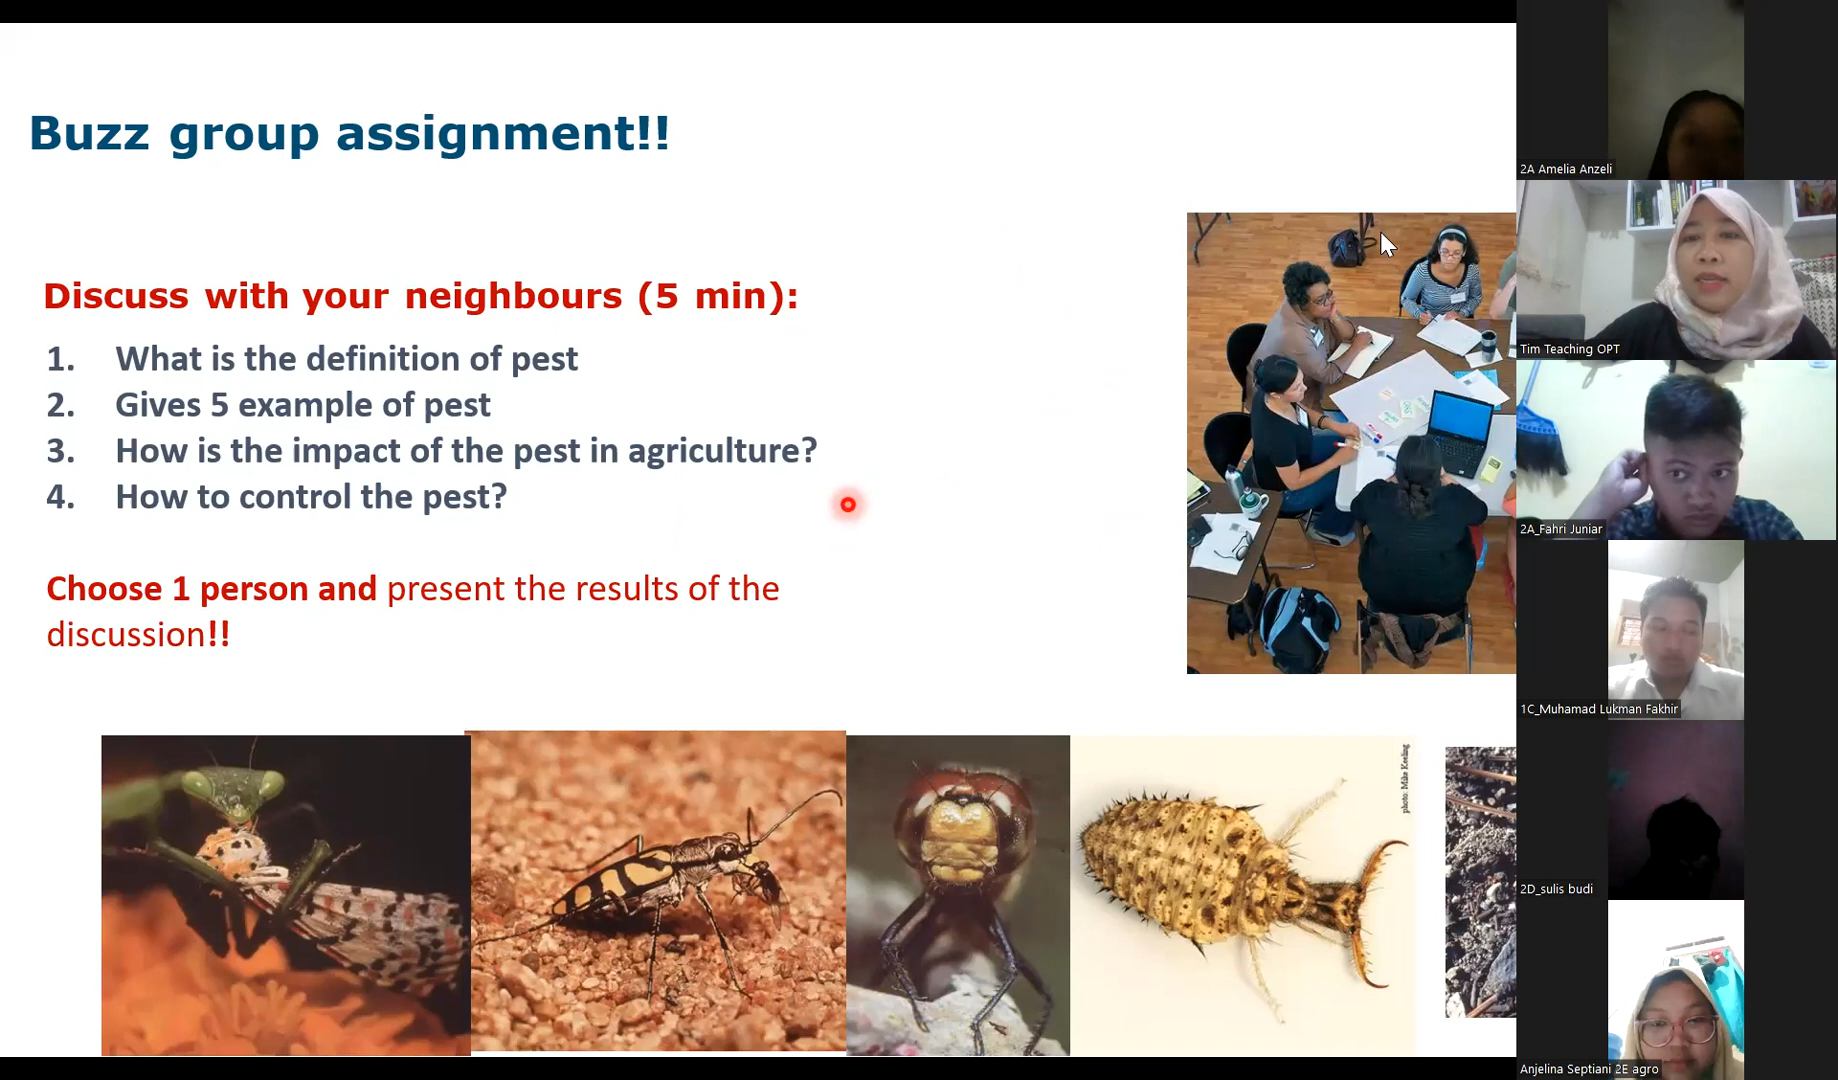 Buzz group assignment!!
Discuss with your neighbours (5 min):
1. What is the definition of pest
2. Gives 5 example of pest
3. How is the impact of the pest in agriculture?
4. How to control the pest?
Choose 1 person and present the results of the
discussion!!
photo: Mike Keeling
2A Amelia Anzeli
Tim Teaching OPT
2A_Fahri Juniar
1C_Muhamad Lukman Fakhir
2D_sulis budi
Anjelina Septiani 2E agro